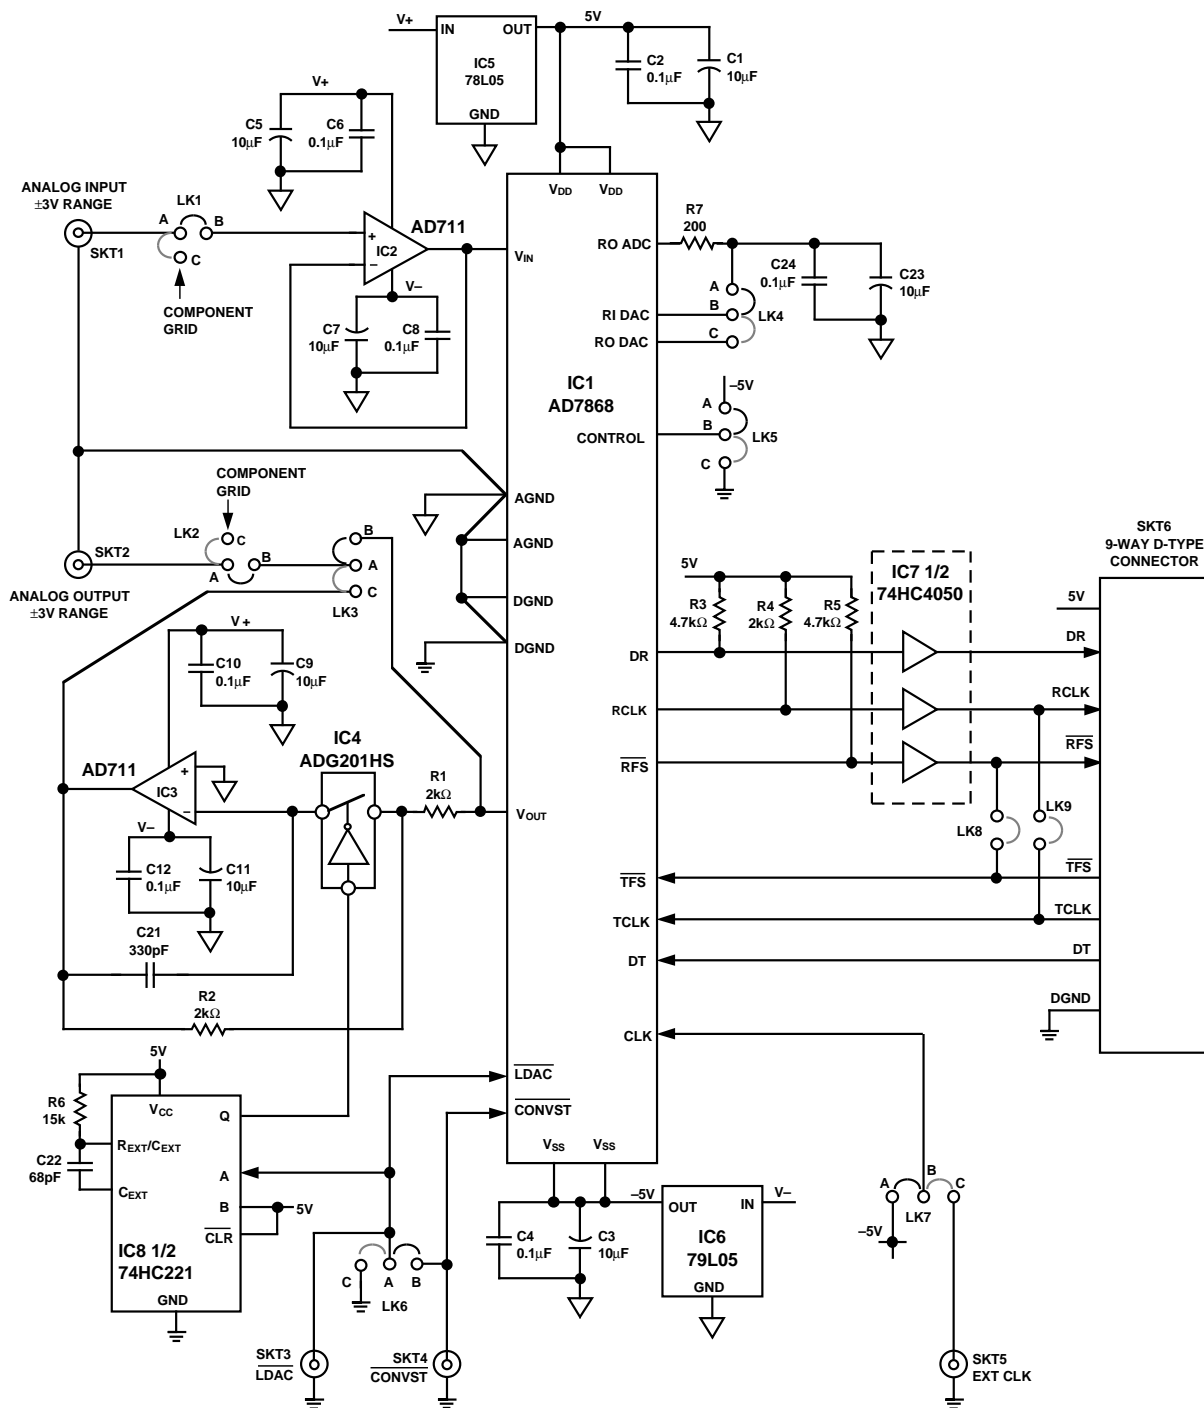 V+
IN
OUT
5V
IC5
78L05
GND
C2
0.1µF
C1
10µF
V+
C5
10µF
C6
0.1µF
ANALOG INPUT
±3V RANGE
LK1
A
B
C
SKT1
COMPONENT
GRID
AD711
+
IC2
–
V–
C7
10µF
C8
0.1µF
VDD
VDD
VIN
RO ADC
R7
200
C24
0.1µF
C23
10µF
A
RI DAC
B
LK4
RO DAC
C
IC1
AD7868
–5V
A
CONTROL
B
LK5
C
COMPONENT
GRID
AGND
LK2
C
B
A
SKT2
ANALOG OUTPUT
±3V RANGE
B
A
C
LK3
AGND
DGND
DGND
SKT6
9-WAY D-TYPE
CONNECTOR
5V
IC7 1/2
74HC4050
R3
4.7kΩ
R4
2kΩ
R5
4.7kΩ
5V
DR
DR
RCLK
RCLK
RFS
RFS
V+
C10
0.1µF
C9
10µF
IC4
ADG201HS
AD711
+
IC3
–
V–
R1
2kΩ
VOUT
C12
0.1µF
C11
10µF
C21
330pF
R2
2kΩ
LK8
LK9
TFS
TFS
TCLK
TCLK
DT
DT
DGND
CLK
5V
R6
15k
VCC
Q
REXT/CEXT
C22
68pF
A
CEXT
B
5V
CLR
IC8 1/2
74HC221
GND
LDAC
CONVST
VSS
VSS
–5V
OUT
IN
V–
C4
0.1µF
C3
10µF
IC6
79L05
GND
C
A
B
LK6
A
B
C
LK7
–5V
SKT3
LDAC
SKT4
CONVST
SKT5
EXT CLK